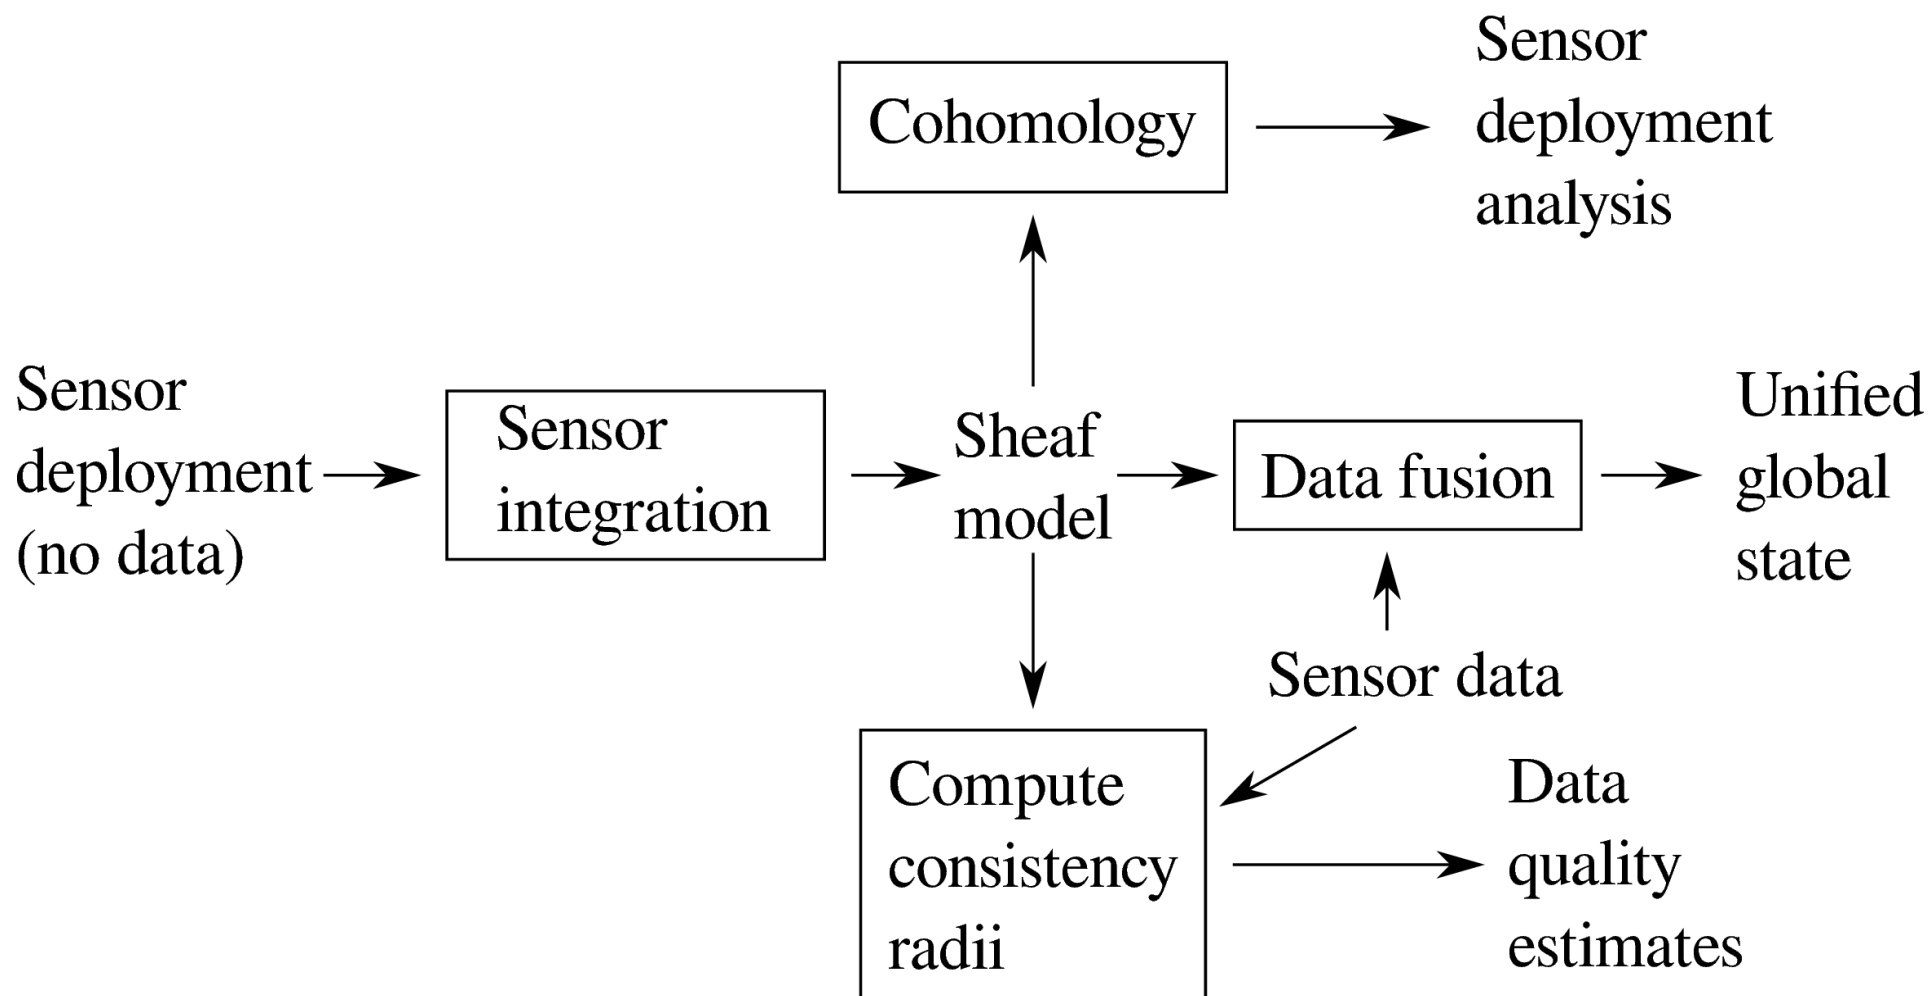 Sensor
deployment
analysis
Cohomology
Sensor
deployment
(no data)
Sensor
integration
Sheaf
model
Data fusion
Unified
global
state
Sensor data
Compute
consistency
radii
Data
quality
estimates